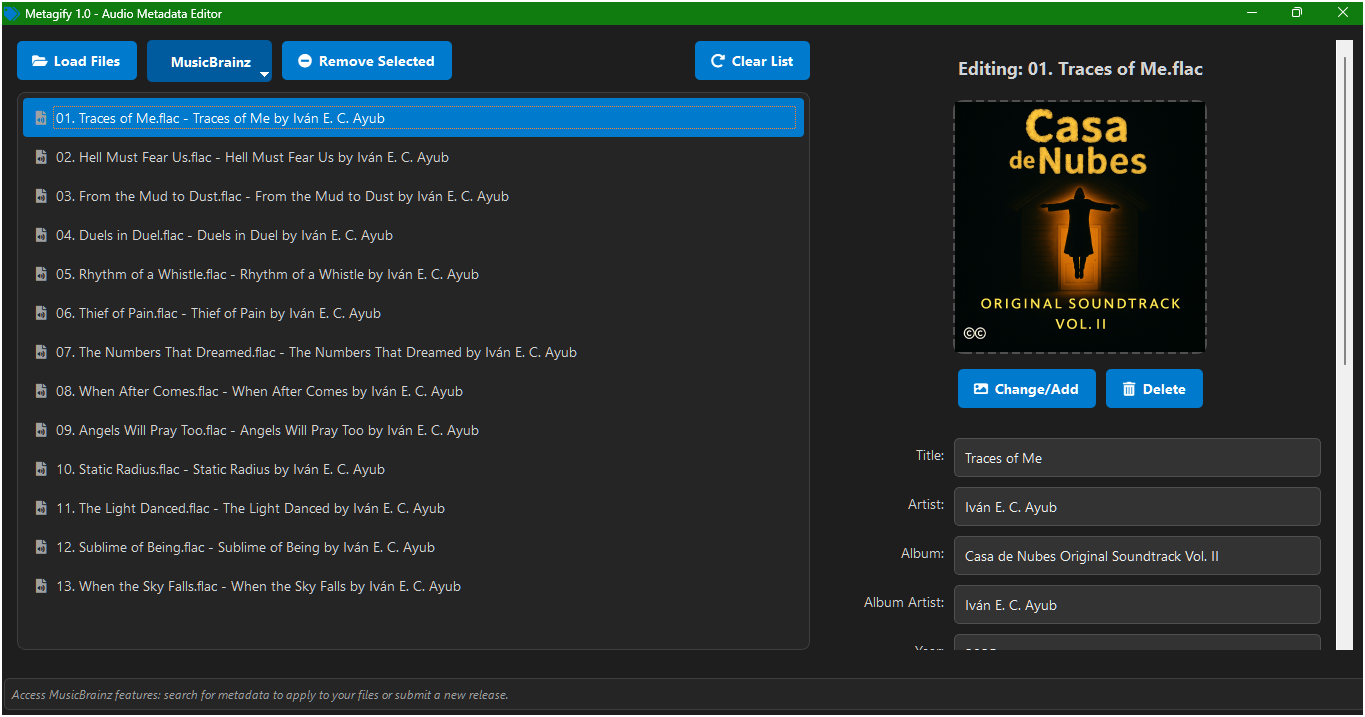 Metagify 1.0 - Audio Metadata Editor
Load Files
MusicBrainz
Remove Selected
Clear List
01. Traces of Me.flac - Traces of Me by Iván E. C. Ayub
02. Hell Must Fear Us.flac - Hell Must Fear Us by Iván E. C. Ayub
03. From the Mud to Dust.flac - From the Mud to Dust by Iván E. C. Ayub
04. Duels in Duel.flac - Duels in Duel by Iván E. C. Ayub
05. Rhythm of a Whistle.flac - Rhythm of a Whistle by Iván E. C. Ayub
06. Thief of Pain.flac - Thief of Pain by Iván E. C. Ayub
07. The Numbers That Dreamed.flac - The Numbers That Dreamed by Iván E. C. Ayub
08. When After Comes.flac - When After Comes by Iván E. C. Ayub
09. Angels Will Pray Too.flac - Angels Will Pray Too by Iván E. C. Ayub
10. Static Radius.flac - Static Radius by Iván E. C. Ayub
11. The Light Danced.flac - The Light Danced by Iván E. C. Ayub
12. Sublime of Being.flac - Sublime of Being by Iván E. C. Ayub
13. When the Sky Falls.flac - When the Sky Falls by Iván E. C. Ayub
Editing: 01. Traces of Me.flac
Casa
de Nubes
ORIGINAL SOUNDTRACK
VOL. II
©©
Change/Add
Delete
Title:
Traces of Me
Artist:
Iván E. C. Ayub
Album:
Casa de Nubes Original Soundtrack Vol. II
Album Artist:
Iván E. C. Ayub
Access MusicBrainz features: search for metadata to apply to your files or submit a new release.